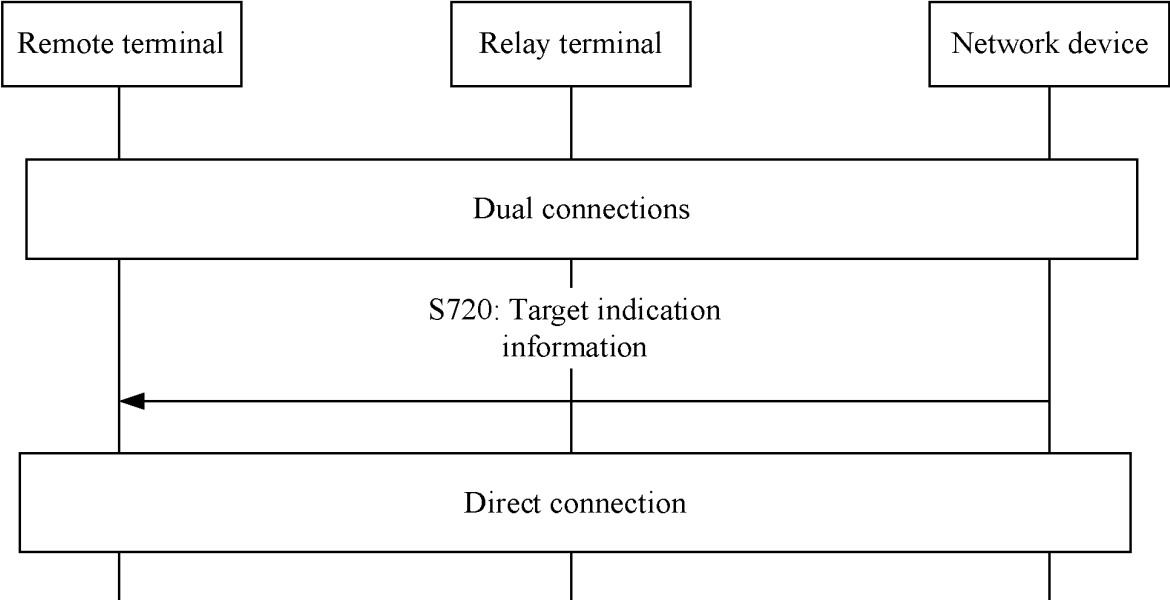 Remote terminal
Relay terminal
Network device
Dual connections
S720: Target indication
information
Direct connection